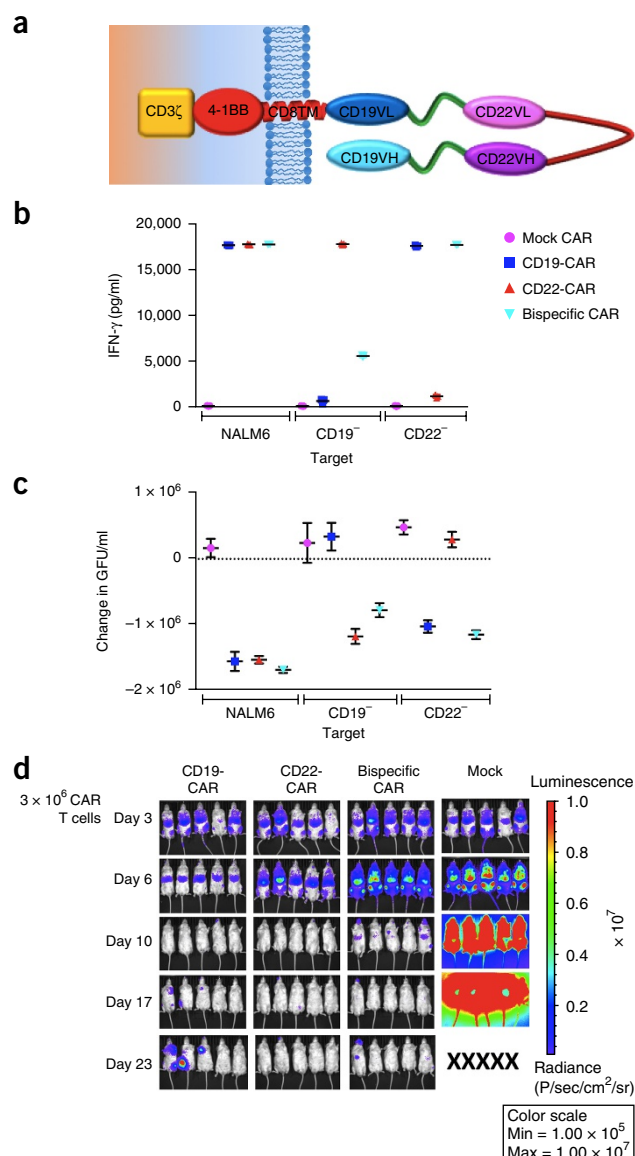 a
CD3ζ
4-1BB
CD8TM
CD19VL
CD22VL
CD19VH
CD22VH
b
20,000
15,000
10,000
5,000
0
IFN-γ (pg/ml)
Mock CAR
CD19-CAR
CD22-CAR
Bispecific CAR
NALM6
CD19⁻
CD22⁻
Target
c
1 × 10⁶
0
−1 × 10⁶
−2 × 10⁶
Change in GFU/ml
NALM6
CD19⁻
CD22⁻
Target
d
3 × 10⁶ CAR
T cells
CD19-
CAR
CD22-
CAR
Bispecific
CAR
Mock
Day 3
Day 6
Day 10
Day 17
Day 23
XXXXX
Luminescence
1.0
0.8
0.6
0.4
0.2
× 10⁷
Radiance
(P/sec/cm²/sr)
Color scale
Min = 1.00 × 10⁵
Max = 1.00 × 10⁷